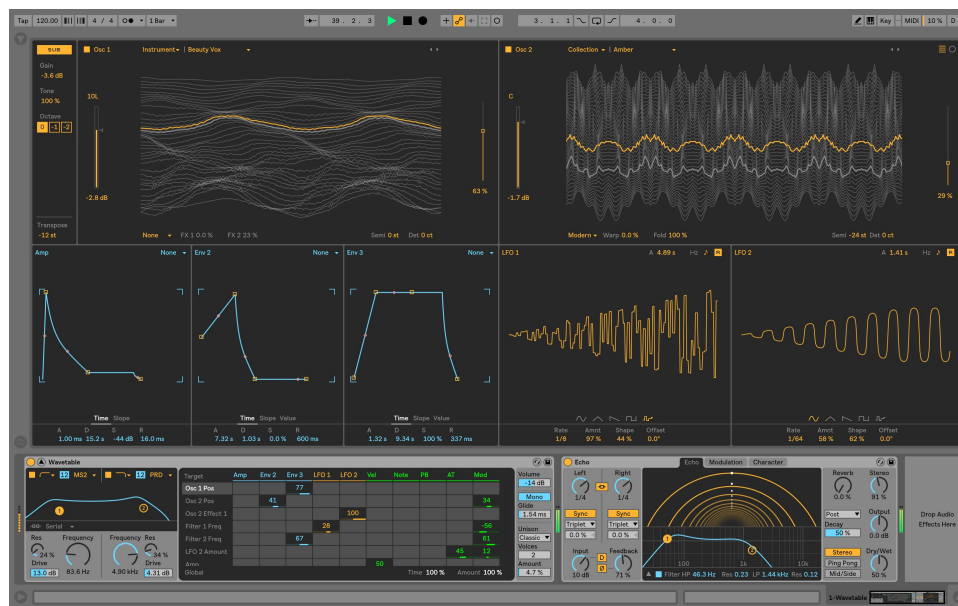 Tap 120.00 4 / 4 1 Bar 39 . 2 . 3 3 . 1 . 1 4 . 0 . 0 Key MIDI 10 % D
SUB Osc 1 Instrument | Beauty Vox Osc 2 Collection | Amber
Gain
-3.6 dB
Tone
100 %
Octave
0 -1 -2
Transpose
-12 st
10L
-2.8 dB
63 %
C
-1.7 dB
29 %
None FX 1 0.0 % FX 2 23 % Semi 0 st Det 0 ct
Modern Warp 0.0 % Fold 100 % Semi -24 st Det 0 ct
Amp None Env 2 None Env 3 None LFO 1 A 4.89 s Hz R LFO 2 A 1.41 s Hz R
Time Slope Time Slope Value Time Slope Value
A D S R A D S R A D S R Rate Amnt Shape Offset Rate Amnt Shape Offset
1.00 ms 15.2 s -44 dB 16.0 ms 7.32 s 1.03 s 0.0 % 600 ms 1.32 s 9.34 s 100 % 337 ms 1/8 97 % 44 % 0.0° 1/64 58 % 62 % 0.0°
Wavetable
12 MS2 12 PRD
1 2
Serial
Res Frequency Frequency Res
24 % 34 %
Drive Drive
13.0 dB 83.6 Hz 4.90 kHz 4.31 dB
Target Amp Env 2 Env 3 LFO 1 LFO 2 Vel Note PB AT Mod
Osc 1 Pos 77
Osc 2 Pos 41 34
Osc 2 Effect 1 100
Filter 1 Freq 28 -56
Filter 2 Freq 67 61
LFO 2 Amount 45 12
Amp 50
Global Time 100 % Amount 100 %
Volume
-14 dB
Mono
Glide
1.54 ms
Unison
Classic
Voices
2
Amount
4.7 %
Echo
Left Right
1/4 1/4
Sync Sync
Triplet Triplet
0.0 % 0.0 %
Input D Feedback
Ø
10 dB 71 %
Echo Modulation Character
1 2
100 1k 10k
Filter HP 46.3 Hz Res 0.23 LP 1.44 kHz Res 0.12
Reverb Stereo
0.0 % 91 %
Post Output
Decay
50 % 0.0 dB
Stereo Dry/Wet
Ping Pong
Mid/Side 50 %
Drop Audio
Effects Here
1-Wavetable